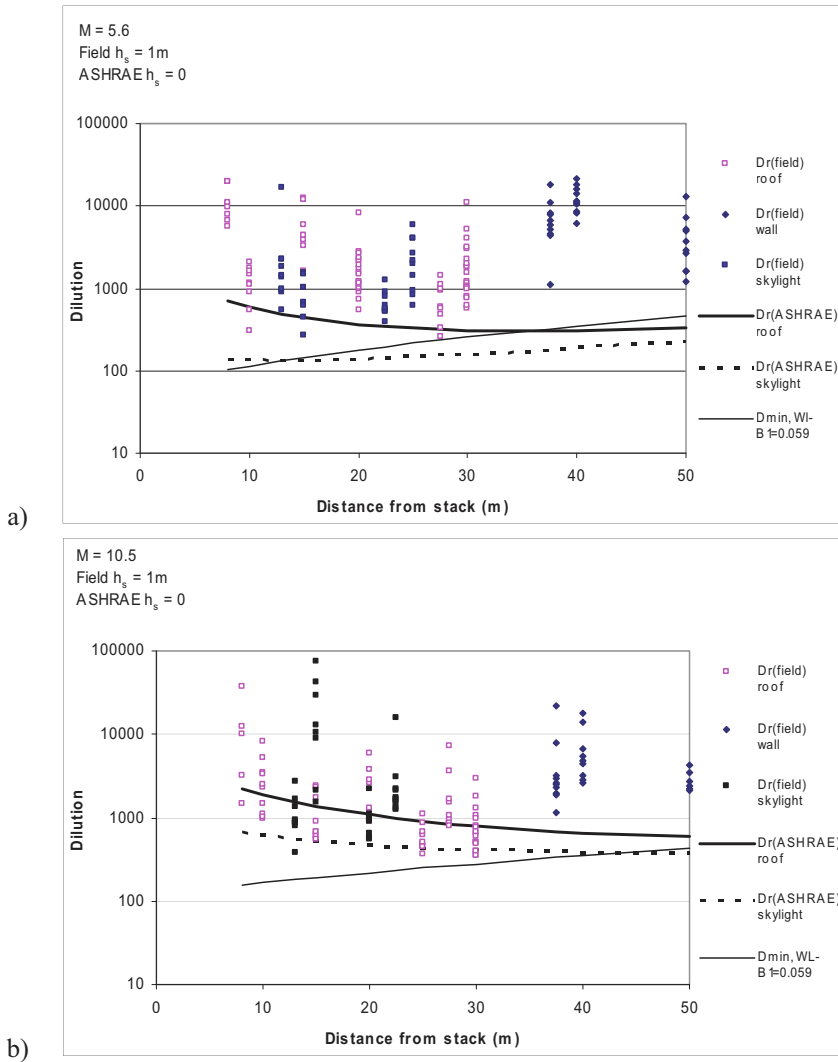 M = 5.6
Field hs = 1m
ASHRAE hs = 0
100000
10000
1000
100
10
Dilution
0 10 20 30 40 50
Distance from stack (m)
Dr(field)
roof
Dr(field)
wall
Dr(field)
skylight
Dr(ASHRAE)
roof
Dr(ASHRAE)
skylight
Dmin, WI-
B1=0.059
a)
M = 10.5
Field hs = 1m
ASHRAE hs = 0
100000
10000
1000
100
10
Dilution
0 10 20 30 40 50
Distance from stack (m)
Dr(field)
roof
Dr(field)
wall
Dr(field)
skylight
Dr(ASHRAE)
roof
Dr(ASHRAE)
skylight
Dmin, WL-
B1=0.059
b)